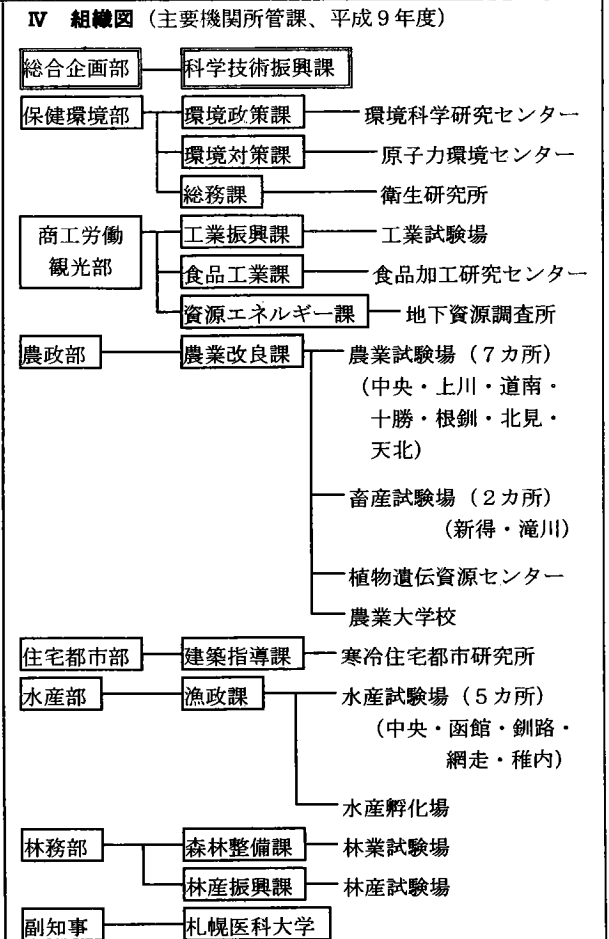 Ⅳ 組織図（主要機関所管課、平成９年度）
総合企画部 科学技術振興課
保健環境部 環境政策課 環境科学研究センター
環境対策課 原子力環境センター
総務課 衛生研究所
商工労働 工業振興課 工業試験場
観光部 食品工業課 食品加工研究センター
資源エネルギー課 地下資源調査所
農政部 農業改良課 農業試験場（７カ所）
（中央・上川・道南・
十勝・根釧・北見・
天北）
畜産試験場（２カ所）
（新得・滝川）
植物遺伝資源センター
農業大学校
住宅都市部 建築指導課 寒冷住宅都市研究所
水産部 漁政課 水産試験場（５カ所）
（中央・函館・釧路・
網走・稚内）
水産孵化場
林務部 森林整備課 林業試験場
林産振興課 林産試験場
副知事 札幌医科大学